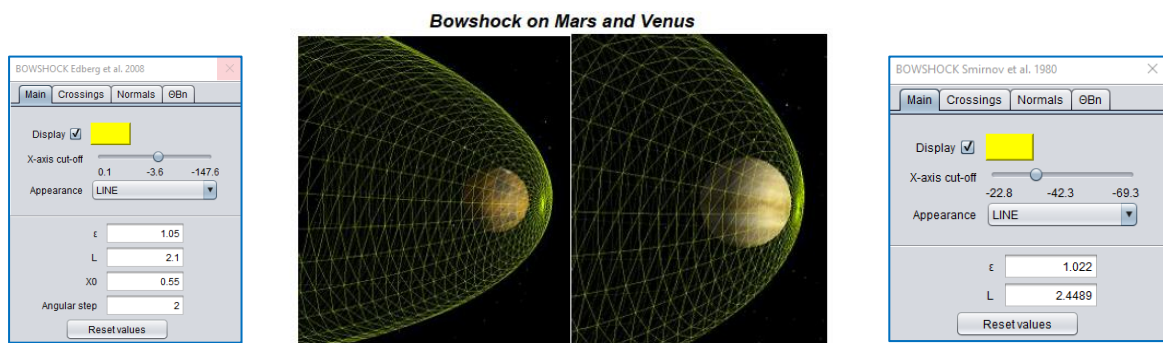 Bowshock on Mars and Venus
BOWSHOCK Edberg et al. 2008
Main Crossings Normals ΘBn
Display
X-axis cut-off
0.1 -3.6 -147.6
Appearance LINE
ε 1.05
L 2.1
X0 0.55
Angular step 2
Reset values
BOWSHOCK Smirnov et al. 1980
Main Crossings Normals ΘBn
Display
X-axis cut-off
-22.8 -42.3 -69.3
Appearance LINE
ε 1.022
L 2.4489
Reset values